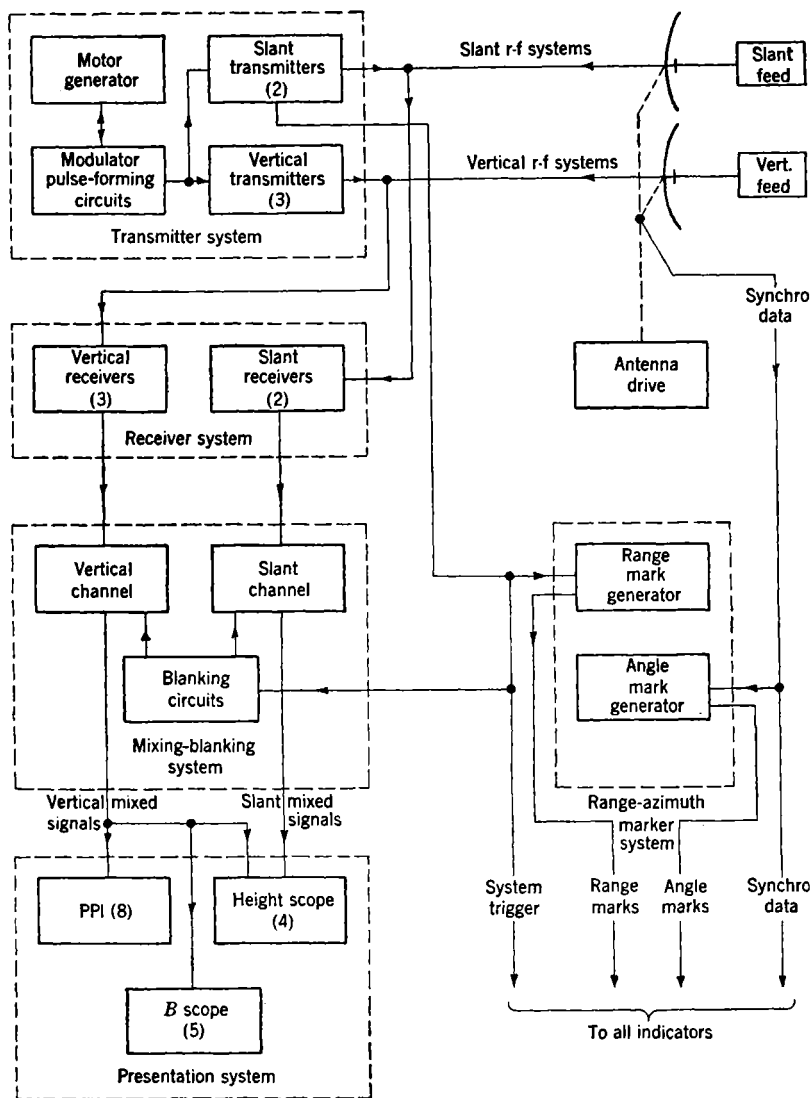 Motor
generator
Slant
transmitters
(2)
Slant r-f systems
Slant
feed
Modulator
pulse-forming
circuits
Vertical
transmitters
(3)
Vertical r-f systems
Vert.
feed
Transmitter system
Synchro
data
Vertical
receivers
(3)
Slant
receivers
(2)
Antenna
drive
Receiver system
Vertical
channel
Slant
channel
Range
mark
generator
Blanking
circuits
Angle
mark
generator
Mixing-blanking
system
Vertical mixed
signals
Slant mixed
signals
Range-azimuth
marker
system
PPI (8)
Height scope
(4)
System
trigger
Range
marks
Angle
marks
Synchro
data
B scope
(5)
To all indicators
Presentation system